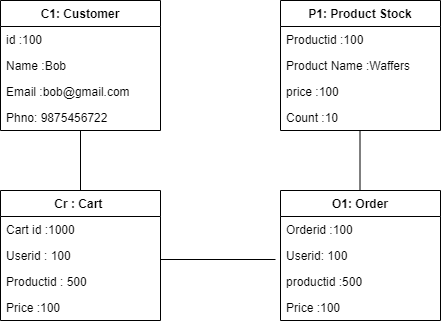 C1: Customer
id :100
Name :Bob
Email :bob@gmail.com
Phno: 9875456722
P1: Product Stock
Productid :100
Product Name :Waffers
price :100
Count :10
Cr : Cart
Cart id :1000
Userid : 100
Productid : 500
Price :100
O1: Order
Orderid :100
Userid: 100
productid :500
Price :100